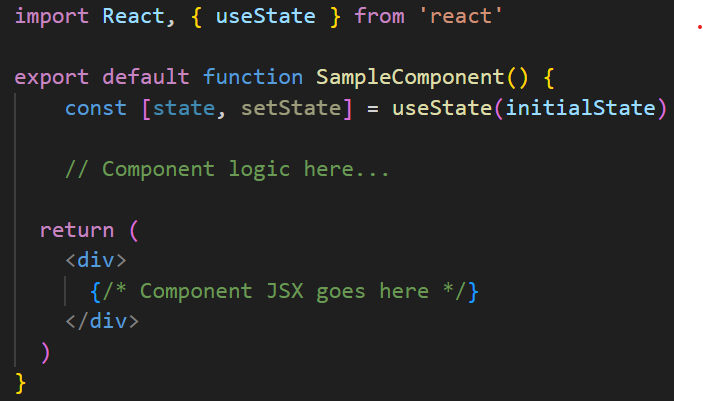 import React, { useState } from 'react'
export default function SampleComponent() {
const [state, setState] = useState(initialState)
// Component logic here...
return (
<div>
{/* Component JSX goes here */}
</div>
)
}